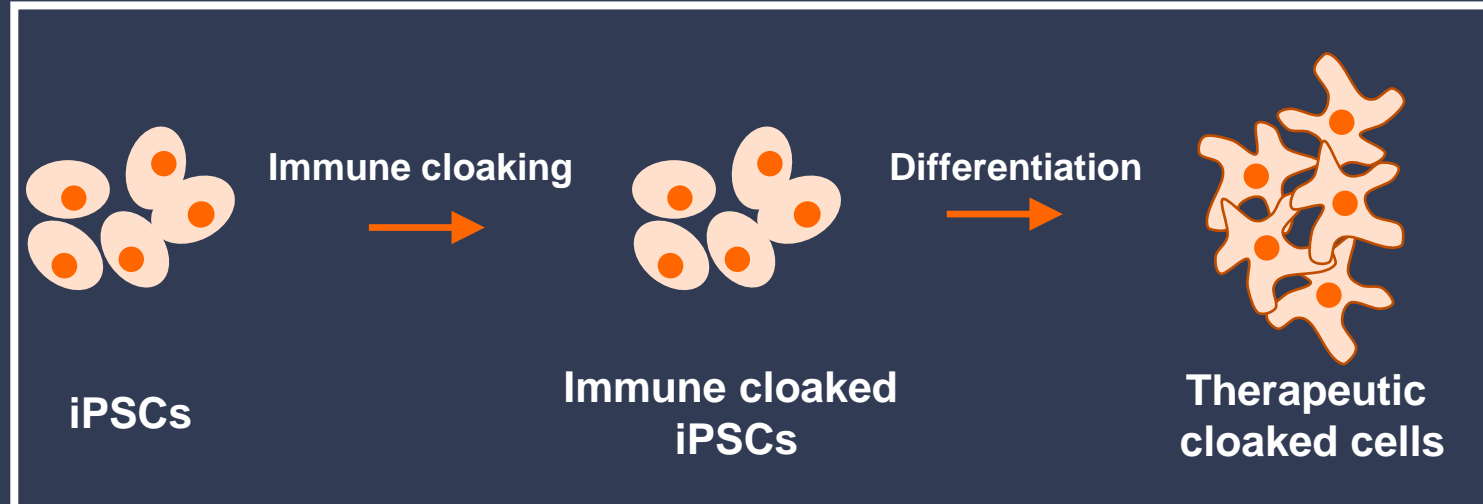 Immune cloaking
Differentiation
iPSCs
Immune cloaked
iPSCs
Therapeutic
cloaked cells